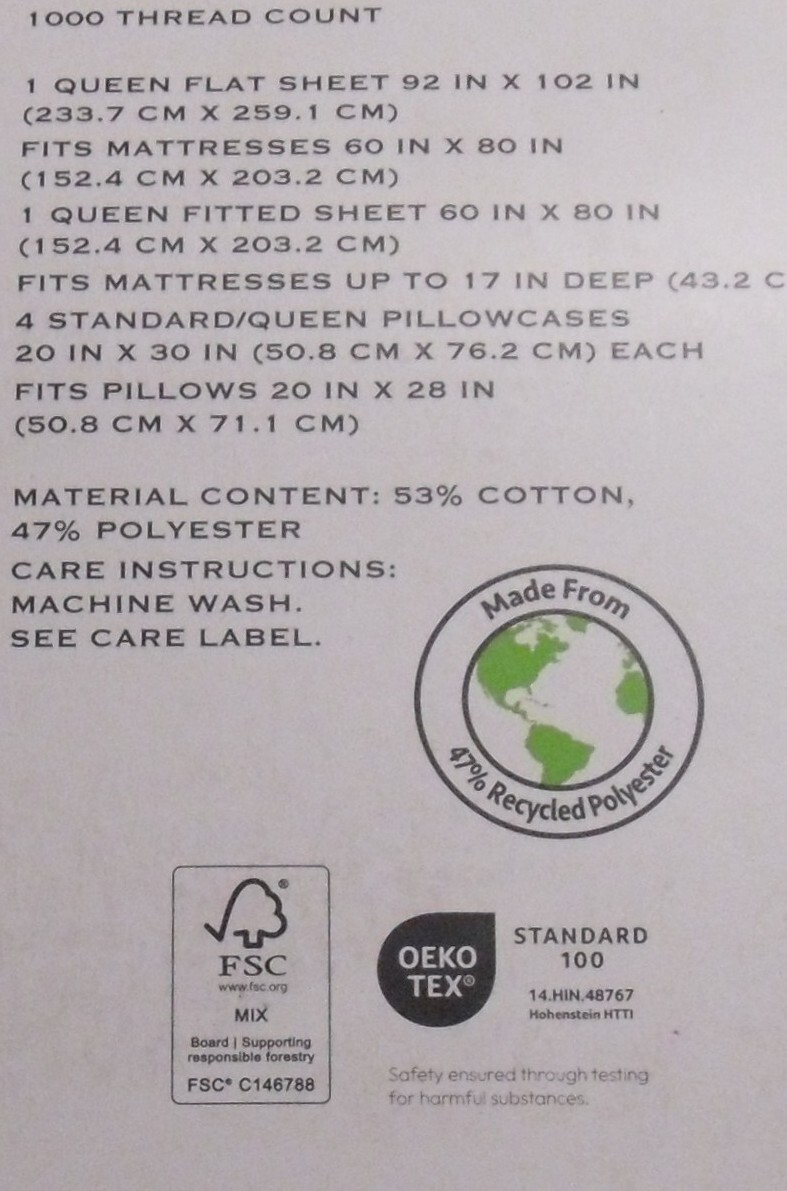 1000 THREAD COUNT
1 QUEEN FLAT SHEET 92 IN X 102 IN
(233.7 CM X 259.1 CM)
FITS MATTRESSES 60 IN X 80 IN
(152.4 CM X 203.2 CM)
1 QUEEN FITTED SHEET 60 IN X 80 IN
(152.4 CM X 203.2 CM)
FITS MATTRESSES UP TO 17 IN DEEP (43.2 C
4 STANDARD/QUEEN PILLOWCASES
20 IN X 30 IN (50.8 CM X 76.2 CM) EACH
FITS PILLOWS 20 IN X 28 IN
(50.8 CM X 71.1 CM)
MATERIAL CONTENT: 53% COTTON,
47% POLYESTER
CARE INSTRUCTIONS:
MACHINE WASH.
SEE CARE LABEL.
Made From
47% Recycled Polyester
®
FSC
www.fsc.org
MIX
Board | Supporting
responsible forestry
FSC® C146788
OEKO
TEX®
STANDARD
100
14.HIN.48767
Hohenstein HTTI
Safety ensured through testing
for harmful substances.